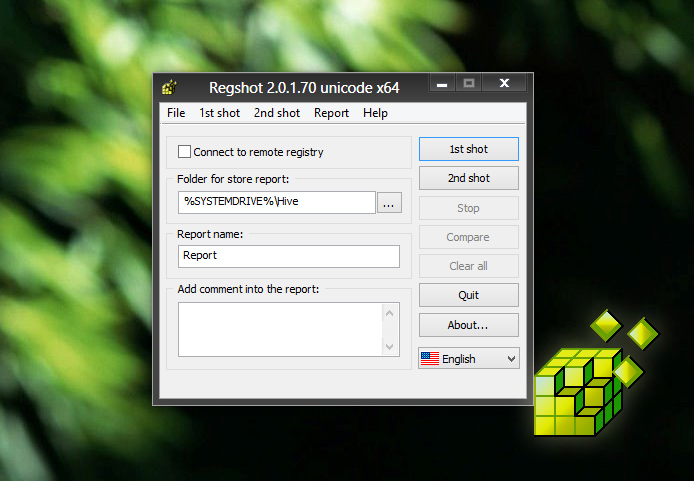 Regshot 2.0.1.70 unicode x64
File 1st shot 2nd shot Report Help
Connect to remote registry
Folder for store report:
%SYSTEMDRIVE%\Hive
...
Report name:
Report
Add comment into the report:
1st shot
2nd shot
Stop
Compare
Clear all
Quit
About...
English